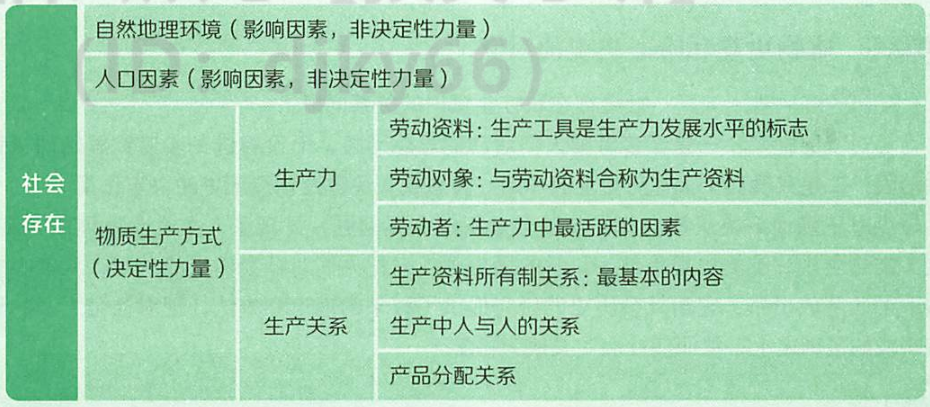 自然地理环境（影响因素，非决定性力量）
人口因素（影响因素，非决定性力量）
社会
存在
物质生产方式
（决定性力量）
生产力
劳动资料：生产工具是生产力发展水平的标志
劳动对象：与劳动资料合称为生产资料
劳动者：生产力中最活跃的因素
生产关系
生产资料所有制关系：最基本的内容
生产中人与人的关系
产品分配关系